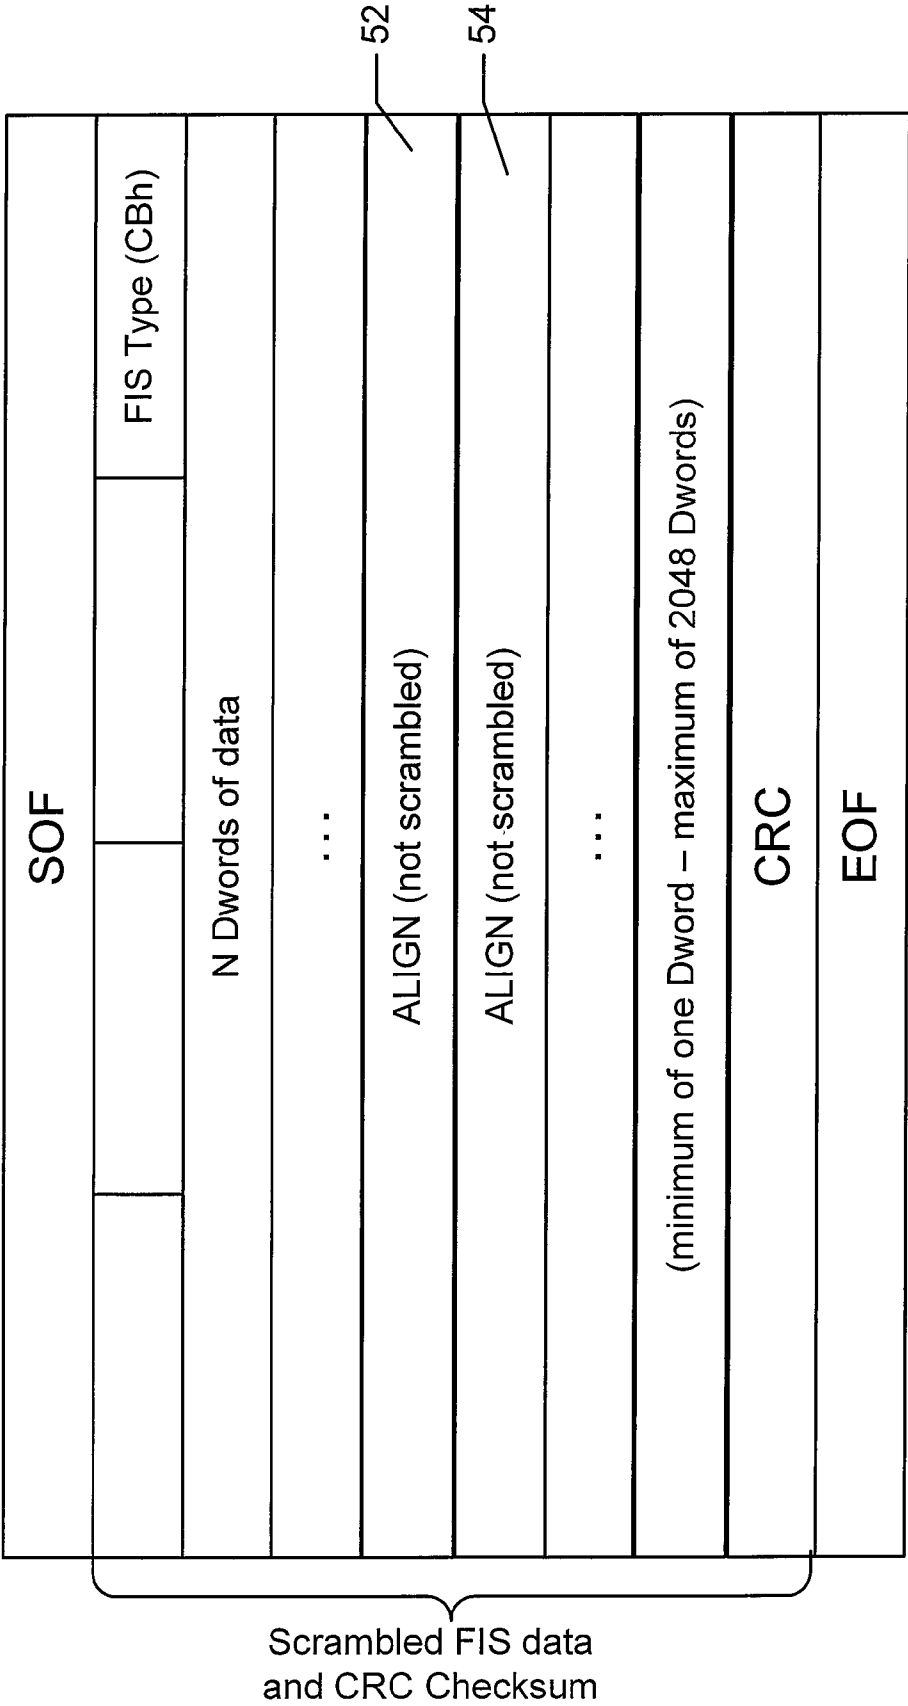 SOF
FIS Type (CBh)
N Dwords of data
...
ALIGN (not scrambled)
52
ALIGN (not scrambled)
54
...
(minimum of one Dword – maximum of 2048 Dwords)
CRC
EOF
Scrambled FIS data
and CRC Checksum